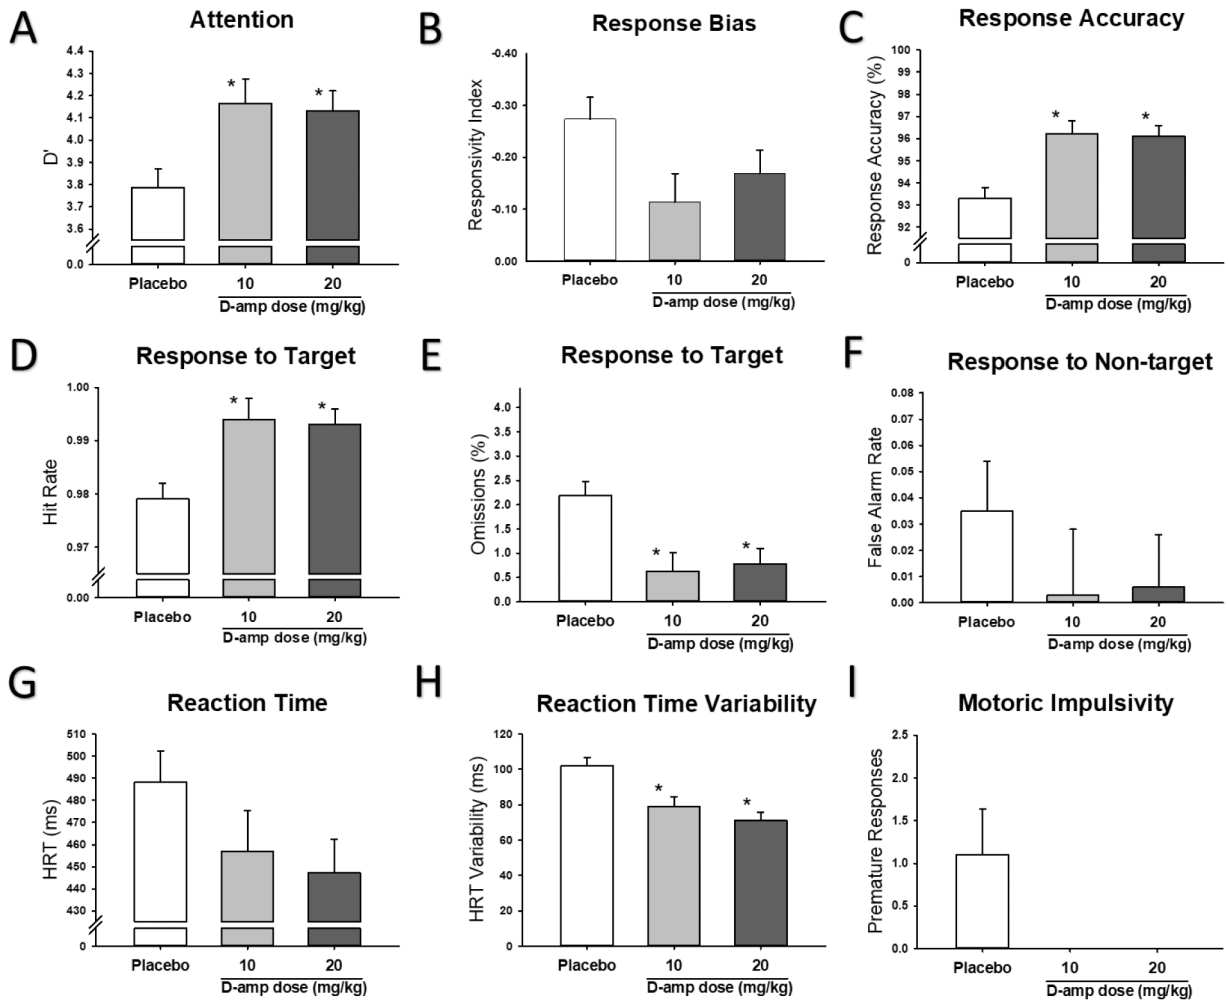 A
Attention
D'
4.4
4.3
4.2
4.1
4.0
3.9
3.8
3.7
3.6
0.0
*
*
Placebo
10
20
D-amp dose (mg/kg)
B
Response Bias
Responsivity Index
-0.40
-0.30
-0.20
-0.10
0.00
Placebo
10
20
D-amp dose (mg/kg)
C
Response Accuracy
Response Accuracy (%)
100
99
98
97
96
95
94
93
92
0
*
*
Placebo
10
20
D-amp dose (mg/kg)
D
Response to Target
Hit Rate
1.00
0.99
0.98
0.97
0.00
*
*
Placebo
10
20
D-amp dose (mg/kg)
E
Response to Target
Omissions (%)
4.0
3.5
3.0
2.5
2.0
1.5
1.0
0.5
0.0
*
*
Placebo
10
20
D-amp dose (mg/kg)
F
Response to Non-target
False Alarm Rate
0.08
0.07
0.06
0.05
0.04
0.03
0.02
0.01
0.00
Placebo
10
20
D-amp dose (mg/kg)
G
Reaction Time
HRT (ms)
510
500
490
480
470
460
450
440
430
0
Placebo
10
20
D-amp dose (mg/kg)
H
Reaction Time Variability
HRT Variability (ms)
120
100
80
60
40
20
0
*
*
Placebo
10
20
D-amp dose (mg/kg)
I
Motoric Impulsivity
Premature Responses
2.5
2.0
1.5
1.0
0.5
0.0
Placebo
10
20
D-amp dose (mg/kg)